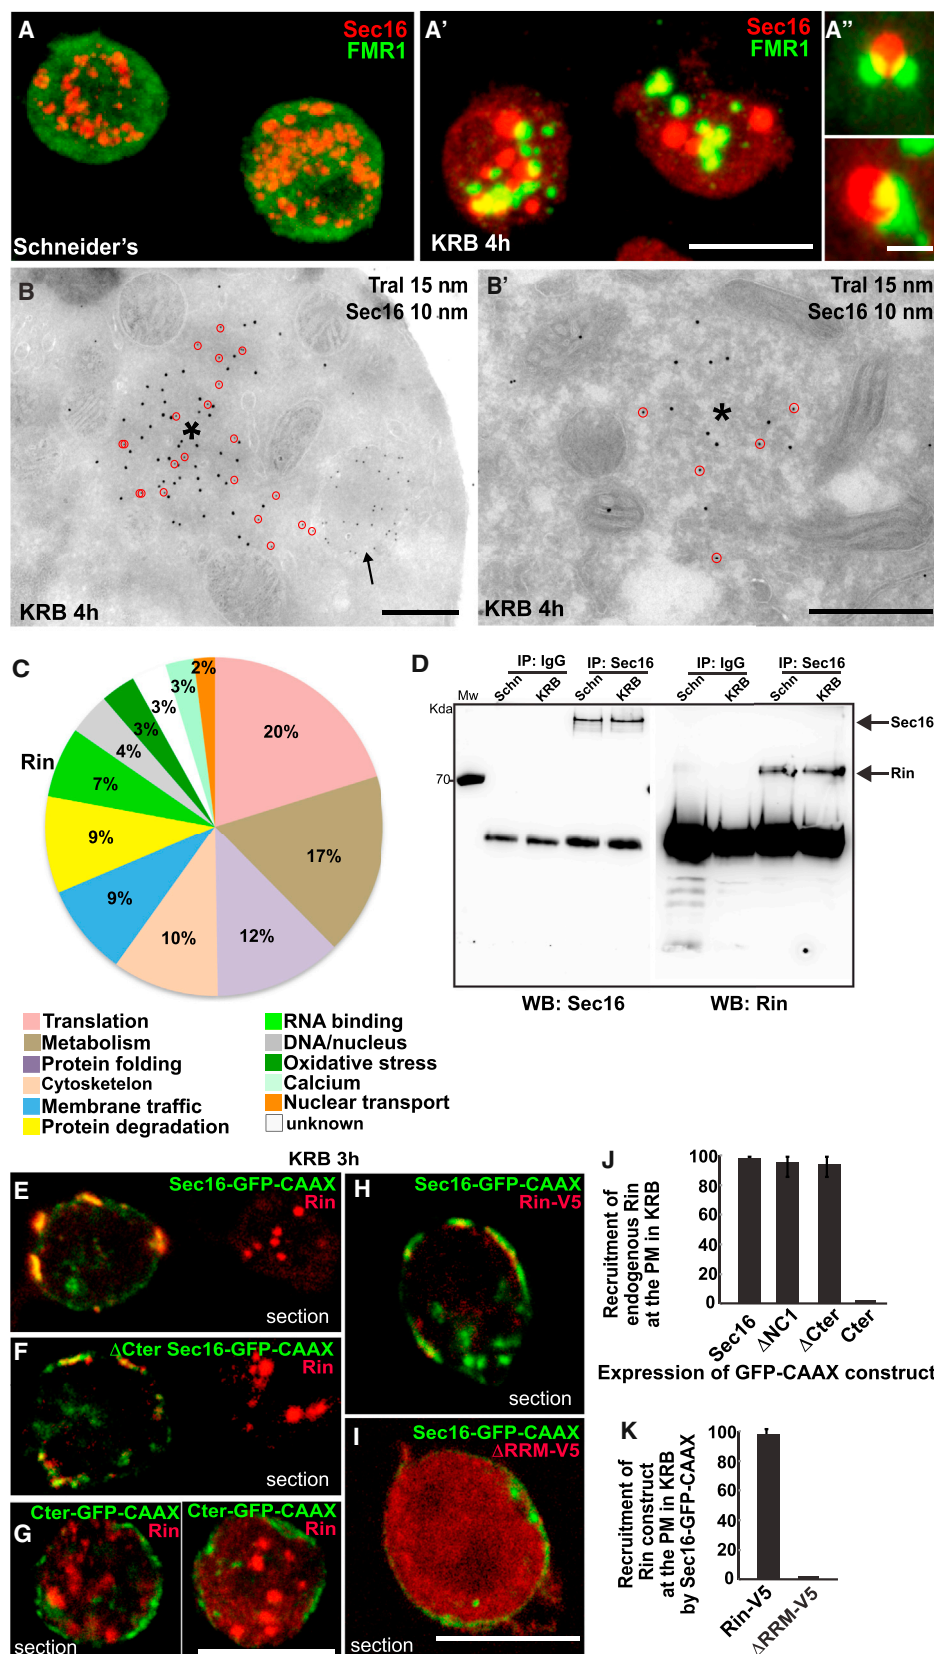 A
Sec16
FMR1
Schneider's
A'
Sec16
FMR1
KRB 4h
A"
B
Tral 15 nm
Sec16 10 nm
*
KRB 4h
B'
Tral 15 nm
Sec16 10 nm
*
KRB 4h
C
Rin
20%
17%
12%
10%
9%
9%
7%
4%
3%
3%
3%
2%
Translation
Metabolism
Protein folding
Cytosketelon
Membrane traffic
Protein degradation
RNA binding
DNA/nucleus
Oxidative stress
Calcium
Nuclear transport
unknown
D
IP: IgG
IP: Sec16
IP: IgG
IP: Sec16
Mw
Schn
KRB
Schn
KRB
Schn
KRB
Schn
KRB
Kda
70
Sec16
Rin
WB: Sec16
WB: Rin
KRB 3h
E
Sec16-GFP-CAAX
Rin
section
F
ΔCter Sec16-GFP-CAAX
Rin
section
G
Cter-GFP-CAAX
Rin
section
Cter-GFP-CAAX
Rin
H
Sec16-GFP-CAAX
Rin-V5
section
I
Sec16-GFP-CAAX
ΔRRM-V5
section
J
Recruitment of
endogenous Rin
at the PM in KRB
100
80
60
40
20
0
Sec16
ΔNC1
ΔCter
Cter
Expression of GFP-CAAX construct
K
Recruitment of
Rin construct
at the PM in KRB
by Sec16-GFP-CAAX
100
80
60
40
20
0
Rin-V5
ΔRRM-V5